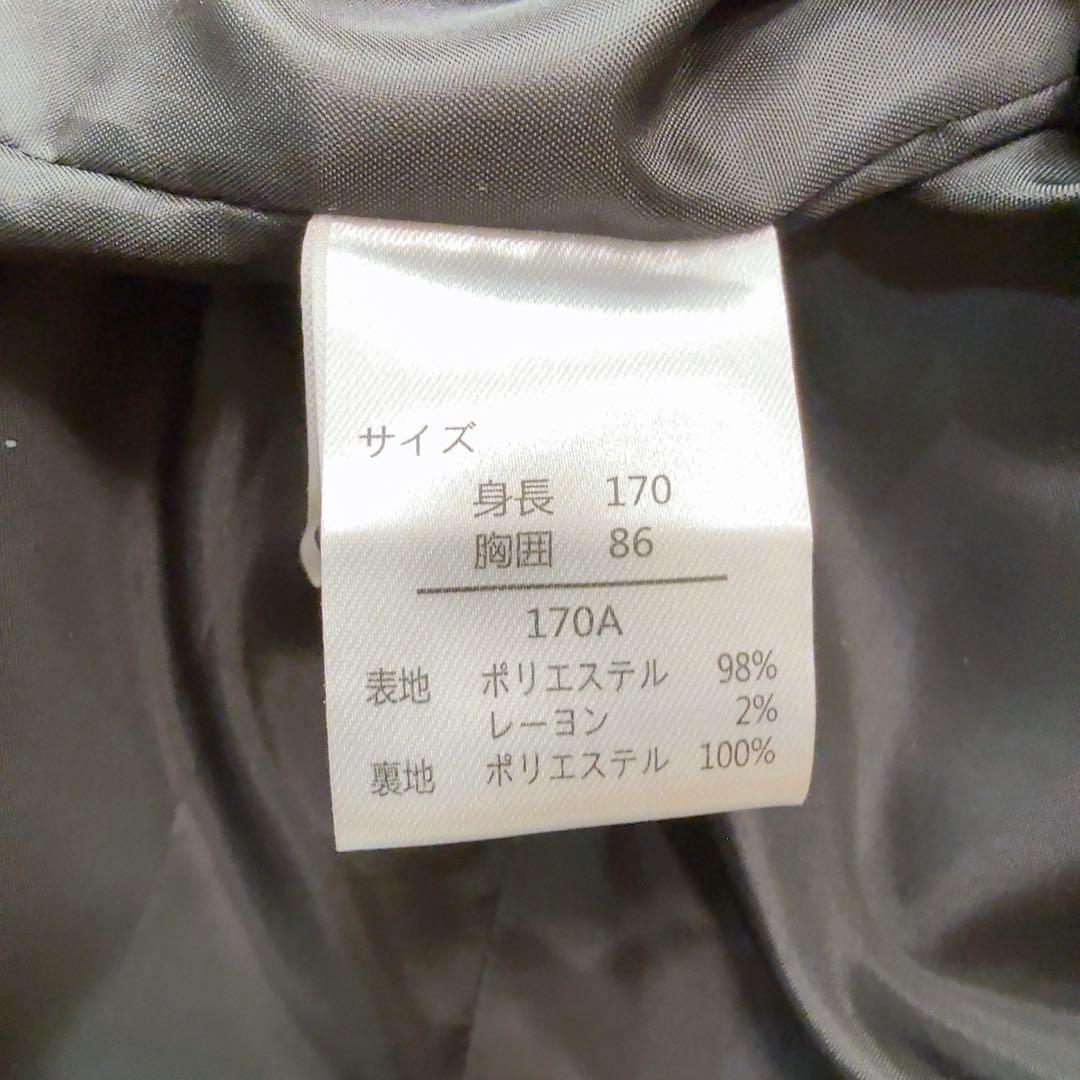 サイズ
身長 170
胸囲 86
170A
表地 ポリエステル 98%
レーヨン 2%
裏地 ポリエステル 100%